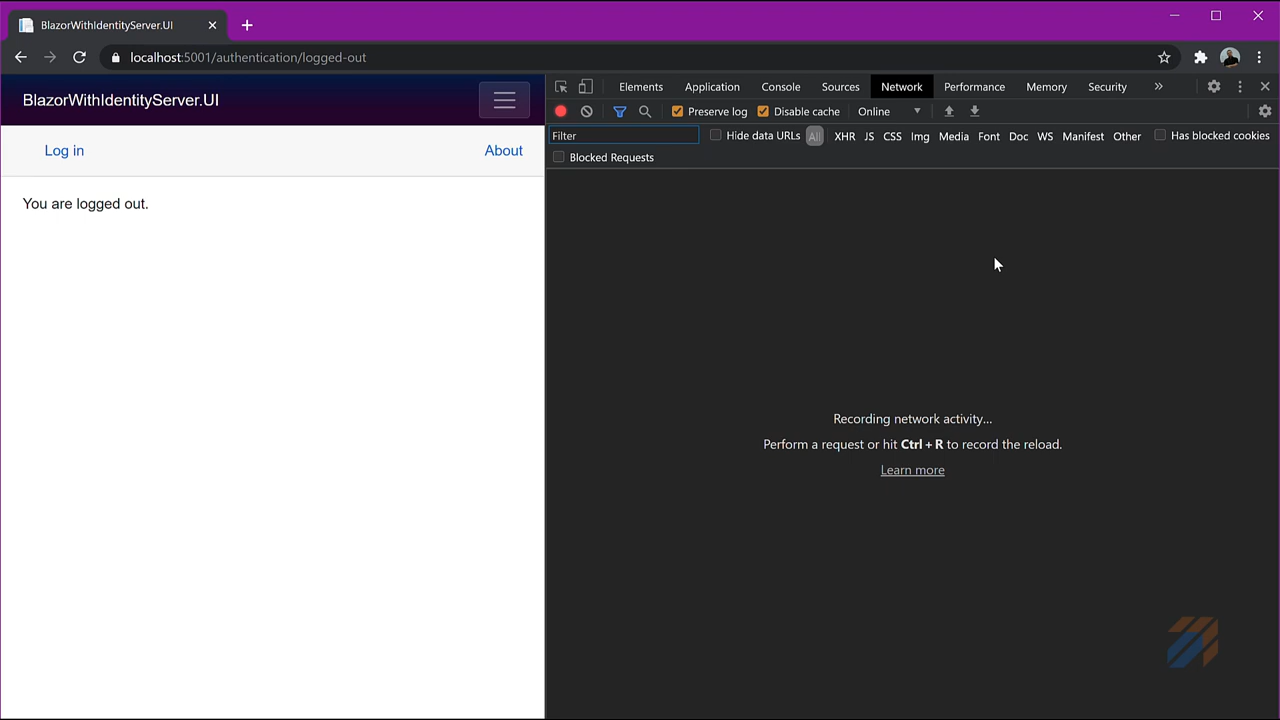 BlazorWithIdentityServer.UI
localhost:5001/authentication/logged-out
BlazorWithIdentityServer.UI
Log in
About
You are logged out.
Elements Application Console Sources Network Performance Memory Security
Preserve log Disable cache Online
Filter Hide data URLs All XHR JS CSS Img Media Font Doc WS Manifest Other Has blocked cookies
Blocked Requests
Recording network activity...
Perform a request or hit Ctrl + R to record the reload.
Learn more